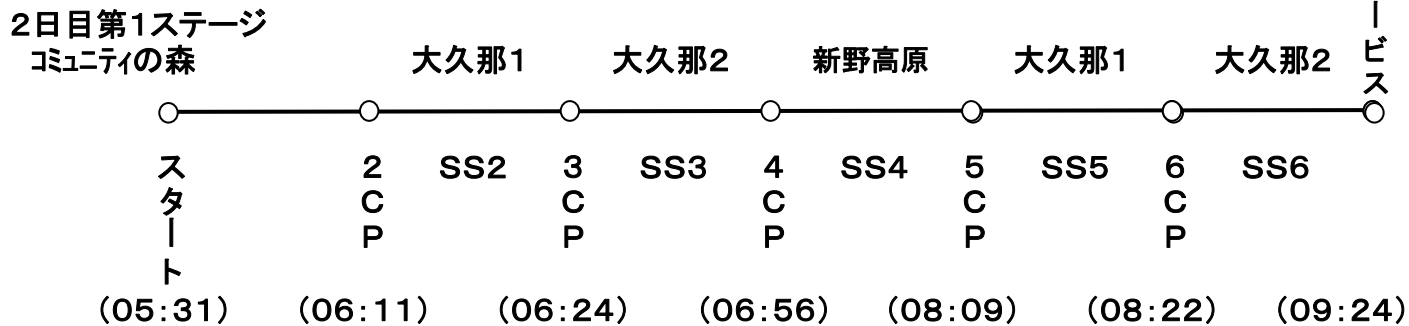 2日目第1ステージ
コミュニティの森
大久那1
大久那2
新野高原
大久那1
大久那2
ービス
スタート
2CP
SS2
3CP
SS3
4CP
SS4
5CP
SS5
6CP
SS6
(05:31)
(06:11)
(06:24)
(06:56)
(08:09)
(08:22)
(09:24)